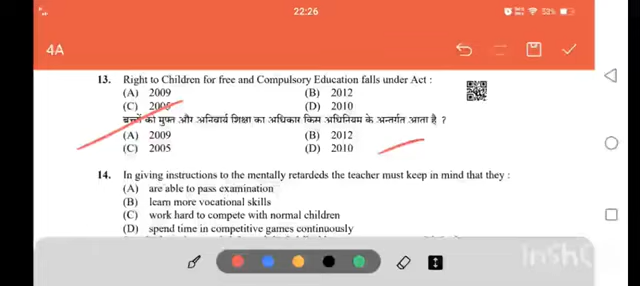 22:26
53%
4A
13. Right to Children for free and Compulsory Education falls under Act :
(A) 2009 (B) 2012
(C) 2005 (D) 2010
बच्चों का मुफ्त और अनिवार्य शिक्षा का अधिकार किस अधिनियम के अन्तर्गत आता है ?
(A) 2009 (B) 2012
(C) 2005 (D) 2010
14. In giving instructions to the mentally retardeds the teacher must keep in mind that they :
(A) are able to pass examination
(B) learn more vocational skills
(C) work hard to compete with normal children
(D) spend time in competitive games continuously